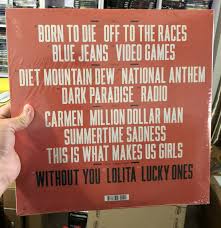 BORN TO DIE OFF TO THE RACES
BLUE JEANS VIDEO GAMES
DIET MOUNTAIN DEW NATIONAL ANTHEM
DARK PARADISE RADIO
CARMEN MILLION DOLLAR MAN
SUMMERTIME SADNESS
THIS IS WHAT MAKES US GIRLS
WITHOUT YOU LOLITA LUCKY ONES